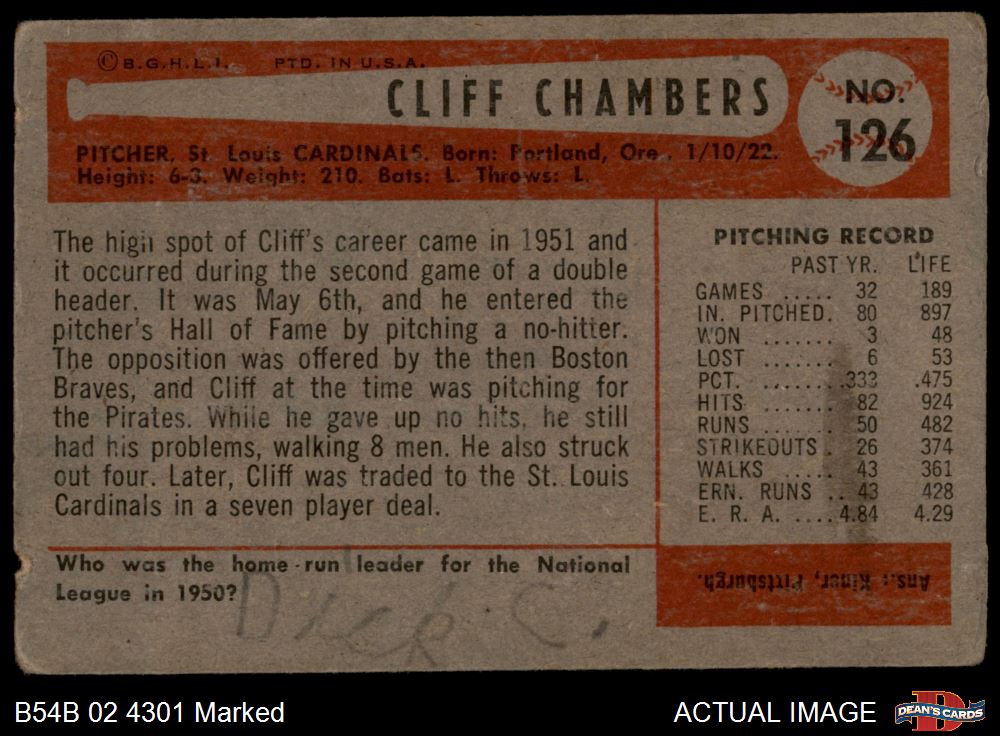 © B.G.H.L.I. PTD. IN U.S.A.
CLIFF CHAMBERS
NO.
126
PITCHER, St. Louis CARDINALS. Born: Portland, Ore., 1/10/22.
Height: 6-3. Weight: 210. Bats: L. Throws: L.
The high spot of Cliff's career came in 1951 and
it occurred during the second game of a double
header. It was May 6th, and he entered the
pitcher's Hall of Fame by pitching a no-hitter.
The opposition was offered by the then Boston
Braves, and Cliff at the time was pitching for
the Pirates. While he gave up no hits, he still
had his problems, walking 8 men. He also struck
out four. Later, Cliff was traded to the St. Louis
Cardinals in a seven player deal.
PITCHING RECORD
PAST YR. LIFE
GAMES ..... 32 189
IN. PITCHED. 80 897
WON ....... 3 48
LOST ...... 6 53
PCT. ....... .333 .475
HITS ....... 82 924
RUNS ...... 50 482
STRIKEOUTS . 26 374
WALKS ..... 43 361
ERN. RUNS .. 43 428
E. R. A. .... 4.84 4.29
Who was the home-run leader for the National
League in 1950?
Ans.: Kiner, Pittsburgh.
Dick C.
B54B 02 4301 Marked
ACTUAL IMAGE
D
DEAN'S CARDS